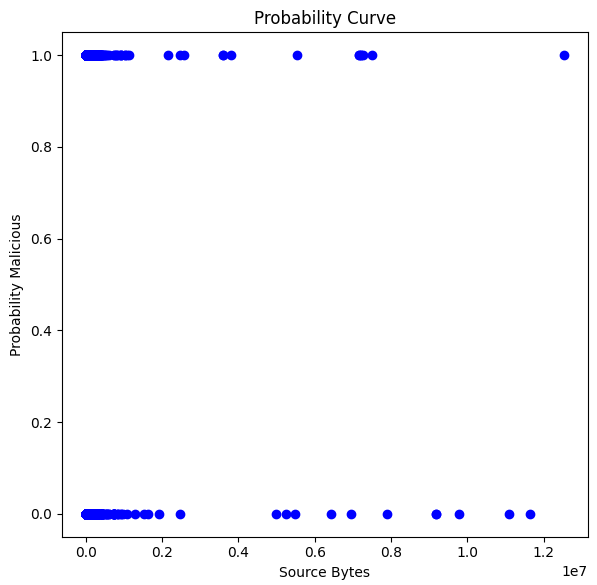 Probability Curve
1.0
0.8
0.6
0.4
0.2
0.0
Probability Malicious
0.0 0.2 0.4 0.6 0.8 1.0 1.2
1e7
Source Bytes